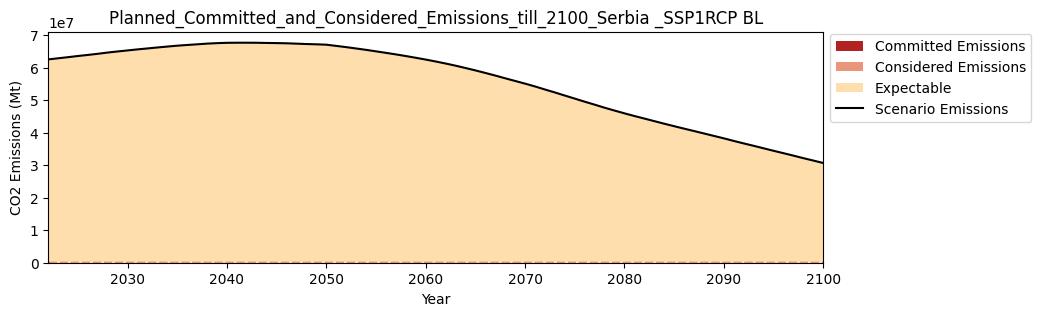 Planned_Committed_and_Considered_Emissions_till_2100_Serbia _SSP1RCP BL
1e7
7
6
5
4
3
2
1
0
CO2 Emissions (Mt)
2030 2040 2050 2060 2070 2080 2090 2100
Year
Committed Emissions
Considered Emissions
Expectable
Scenario Emissions